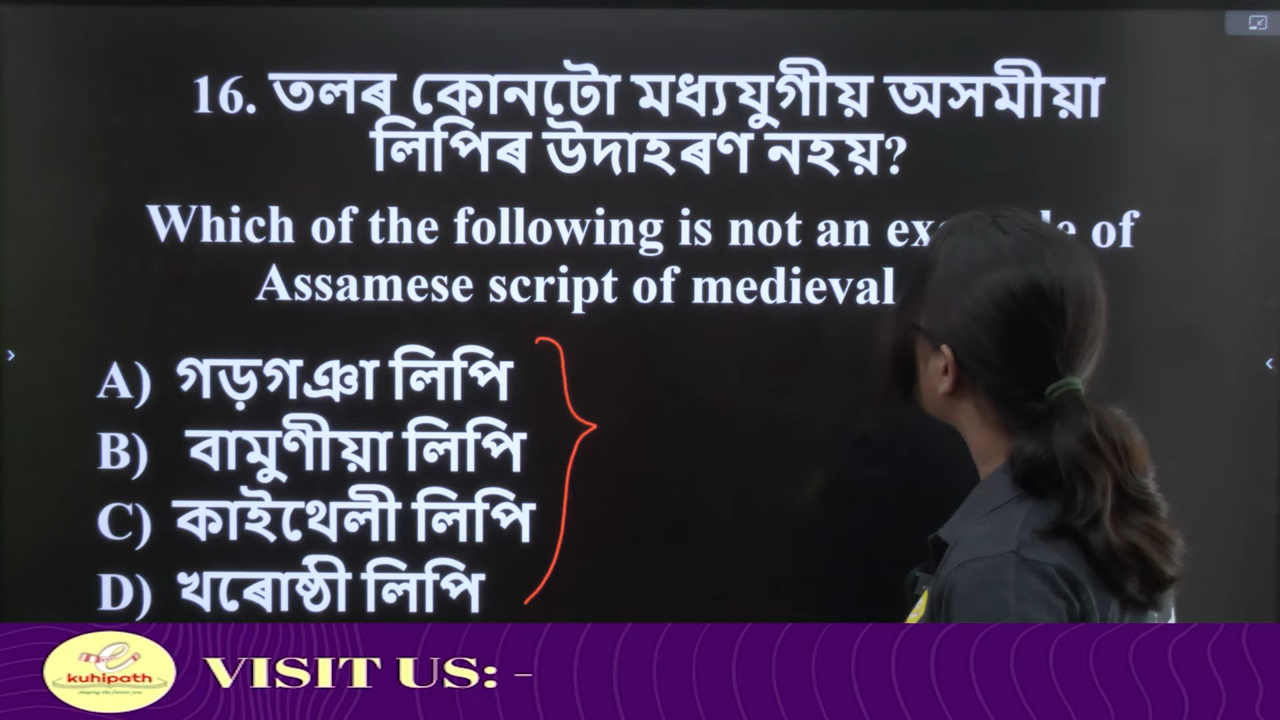 16. তলৰ কোনটো মধ্যযুগীয় অসমীয়া
লিপিৰ উদাহৰণ নহয়?
Which of the following is not an of
Assamese script of medieval
A) গড়গঞা লিপি
B) বামুণীয়া লিপি
C) কাইথেলী লিপি
D) খৰোষ্ঠী লিপি
kuhipath
VISIT US: -